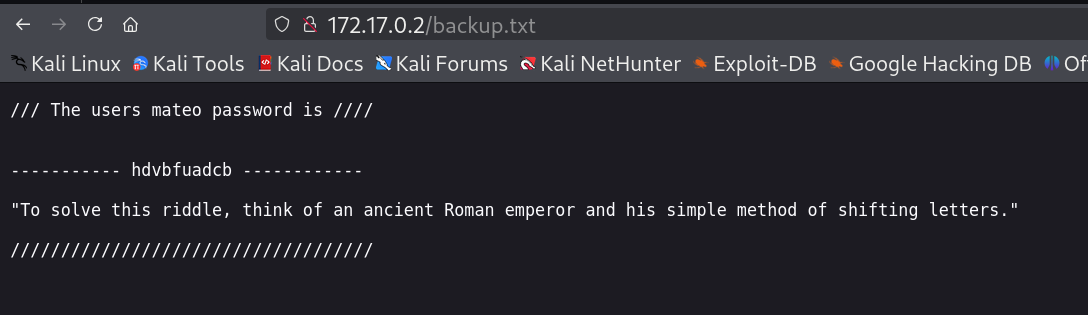 172.17.0.2/backup.txt
Kali Linux Kali Tools Kali Docs Kali Forums Kali NetHunter Exploit-DB Google Hacking DB Of
/// The users mateo password is ////
----------- hdvbfuadcb ------------
"To solve this riddle, think of an ancient Roman emperor and his simple method of shifting letters."
////////////////////////////////////